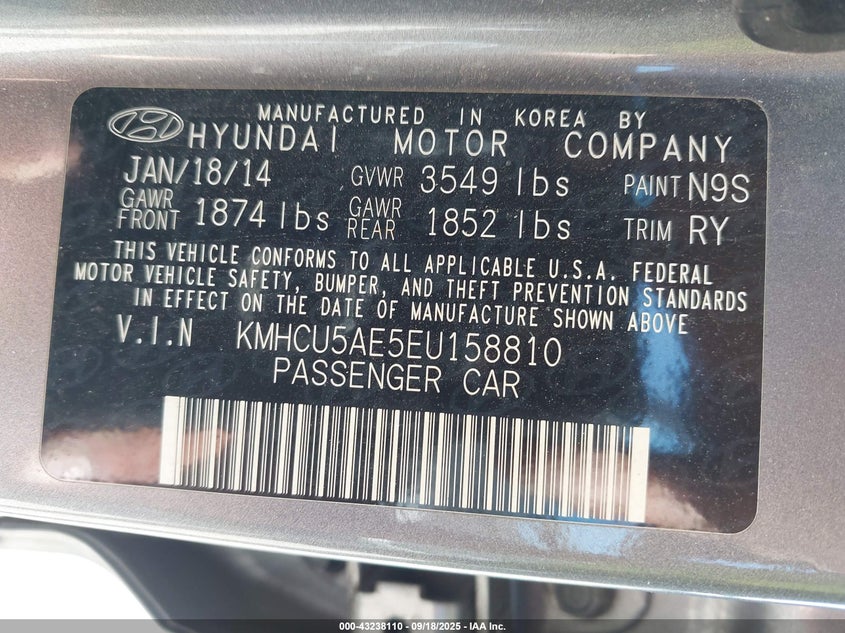 MANUFACTURED IN KOREA BY
HYUNDAI MOTOR COMPANY
JAN/18/14 GVWR 3549 lbs PAINT N9S
GAWR FRONT 1874 lbs GAWR REAR 1852 lbs TRIM RY
THIS VEHICLE CONFORMS TO ALL APPLICABLE U.S.A. FEDERAL
MOTOR VEHICLE SAFETY, BUMPER, AND THEFT PREVENTION STANDARDS
IN EFFECT ON THE DATE OF MANUFACTURE SHOWN ABOVE
V.I.N KMHCU5AE5EU158810
PASSENGER CAR
000-43238110 - 09/18/2025 - IAA Inc.